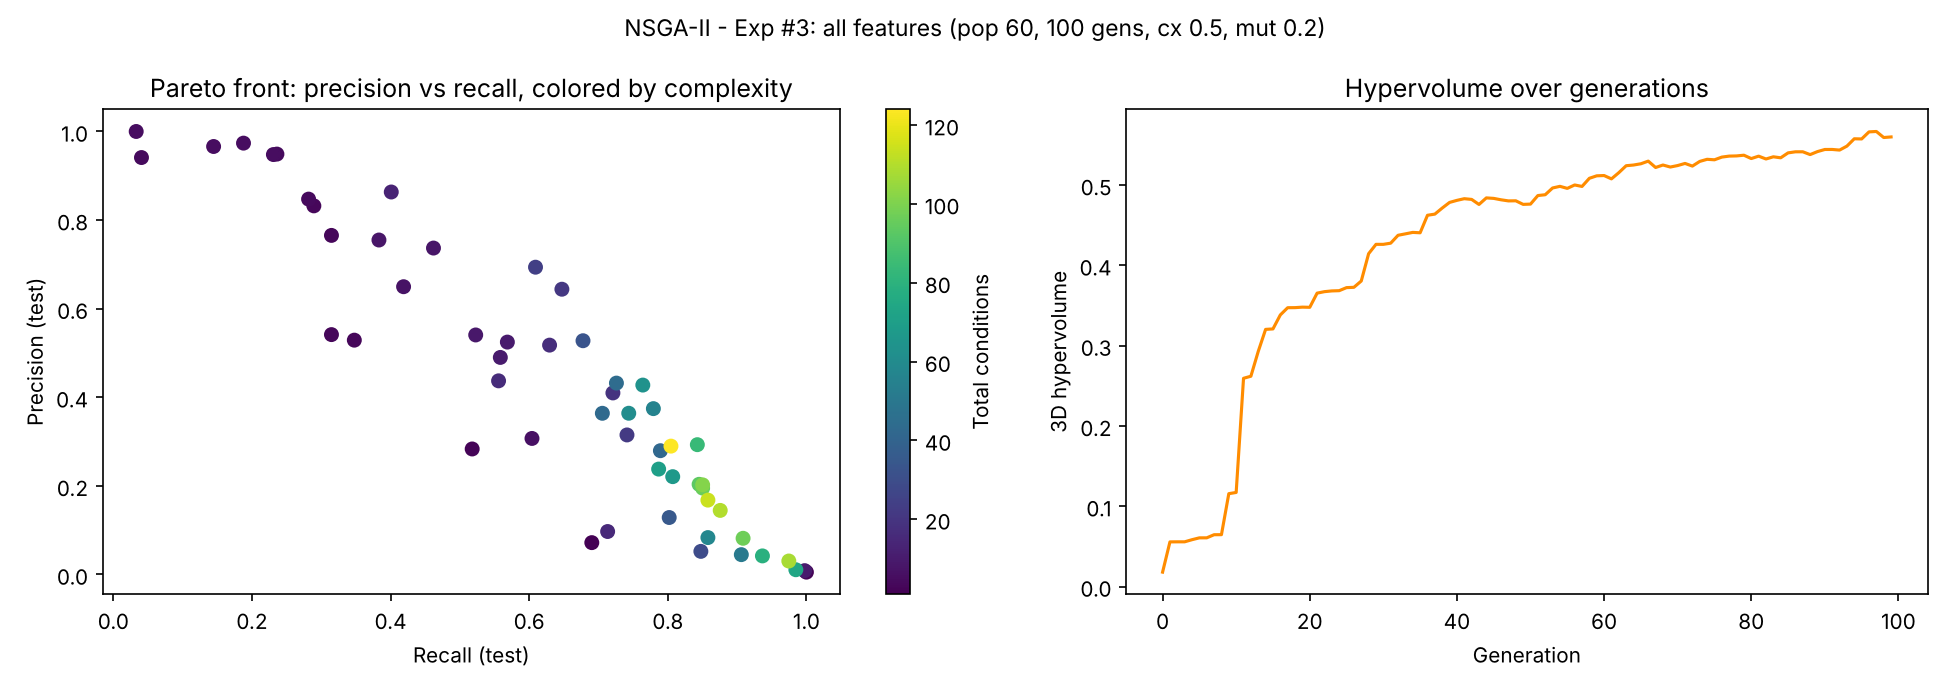 NSGA-II - Exp #3: all features (pop 60, 100 gens, cx 0.5, mut 0.2)
Pareto front: precision vs recall, colored by complexity
Precision (test)
1.0
0.8
0.6
0.4
0.2
0.0
0.0 0.2 0.4 0.6 0.8 1.0
Recall (test)
120
100
80
60
40
20
Total conditions
Hypervolume over generations
3D hypervolume
0.5
0.4
0.3
0.2
0.1
0.0
0 20 40 60 80 100
Generation